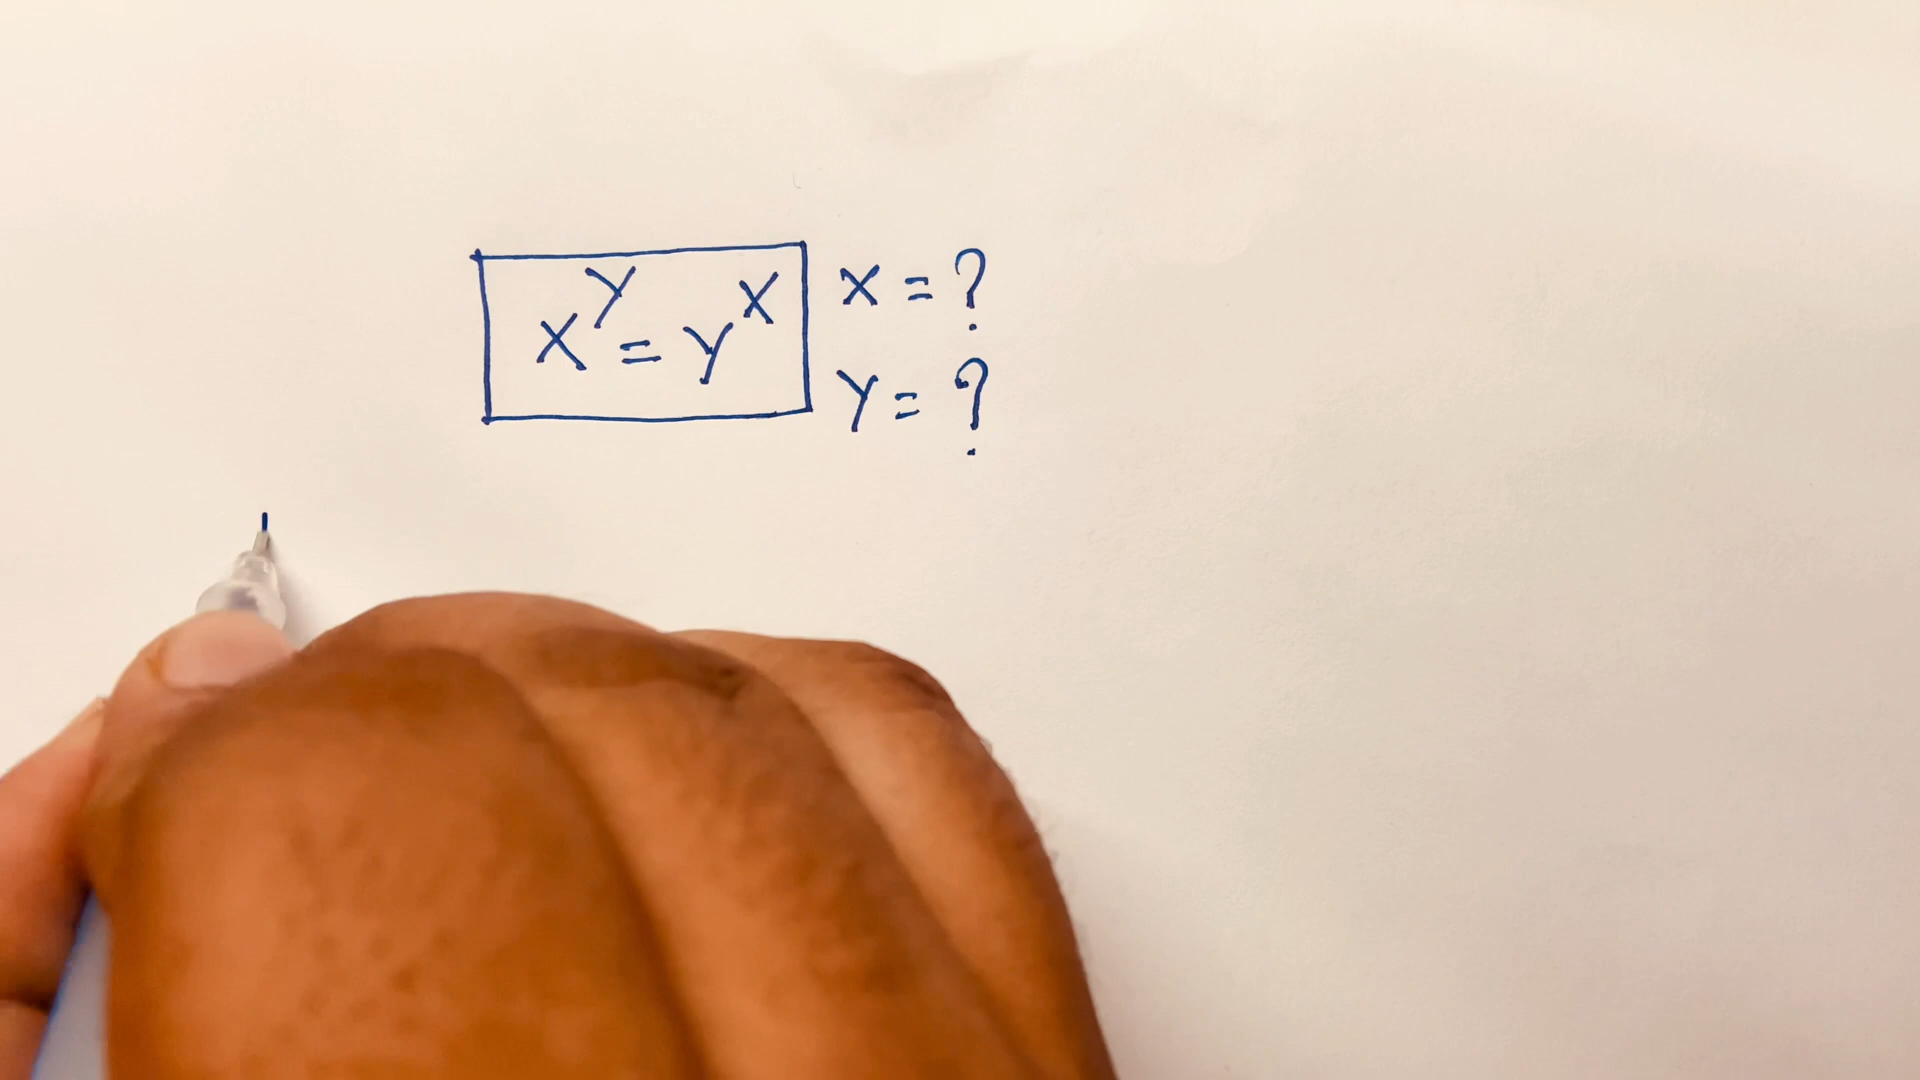 x^y = y^x x = ?
y = ?